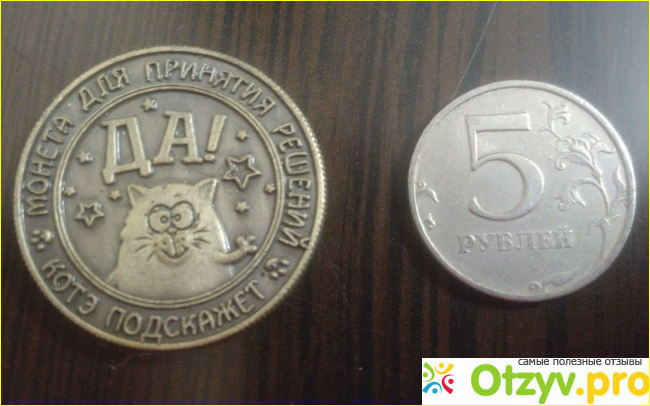 МОНЕТА ДЛЯ ПРИНЯТИЯ РЕШЕНИЙ
ДА!
КОТЭ ПОДСКАЖЕТ
5
РУБЛЕЙ
самые полезные отзывы
Otzyv.pro